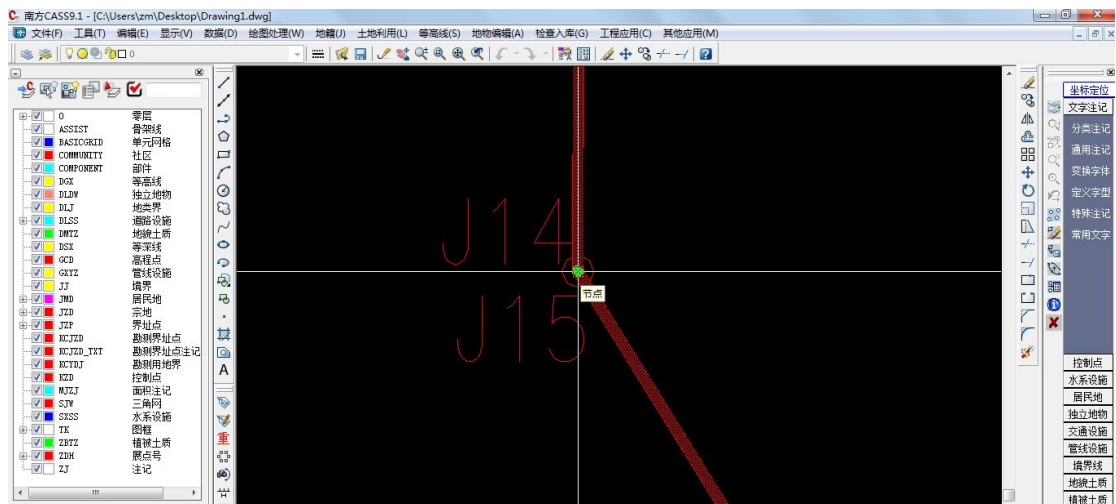 南方CASS9.1 - [C:\Users\zm\Desktop\Drawing1.dwg]
文件(F) 工具(T) 编辑(E) 显示(V) 数据(D) 绘图处理(W) 地籍(J) 土地利用(L) 等高线(S) 地物编辑(A) 检查入库(G) 工程应用(C) 其他应用(M)
0
重
A
0 零层
ASSIST 骨架线
BASICGRID 单元网格
COMMUNITY 社区
COMPONENT 部件
DGX 等高线
DLDW 独立地物
DLJ 地类界
DLSS 道路设施
DMTZ 地貌土质
DSX 等深线
GCD 高程点
GXYZ 管线设施
JJ 境界
JMD 居民地
JZD 宗地
JZP 界址点
KCJZD 勘测界址点
KCJZD_TXT 勘测界址点注记
KCYDJ 勘测用地界
KZD 控制点
MJZJ 面积注记
SJW 三角网
SXSS 水系设施
TK 图框
ZBTZ 植被土质
ZDH 展点号
ZJ 注记
J14
节点
J15
坐标定位
文字注记
分类注记
通用注记
变换字体
定义字型
特殊注记
常用文字
控制点
水系设施
居民地
独立地物
交通设施
管线设施
境界线
地貌土质
植被土质